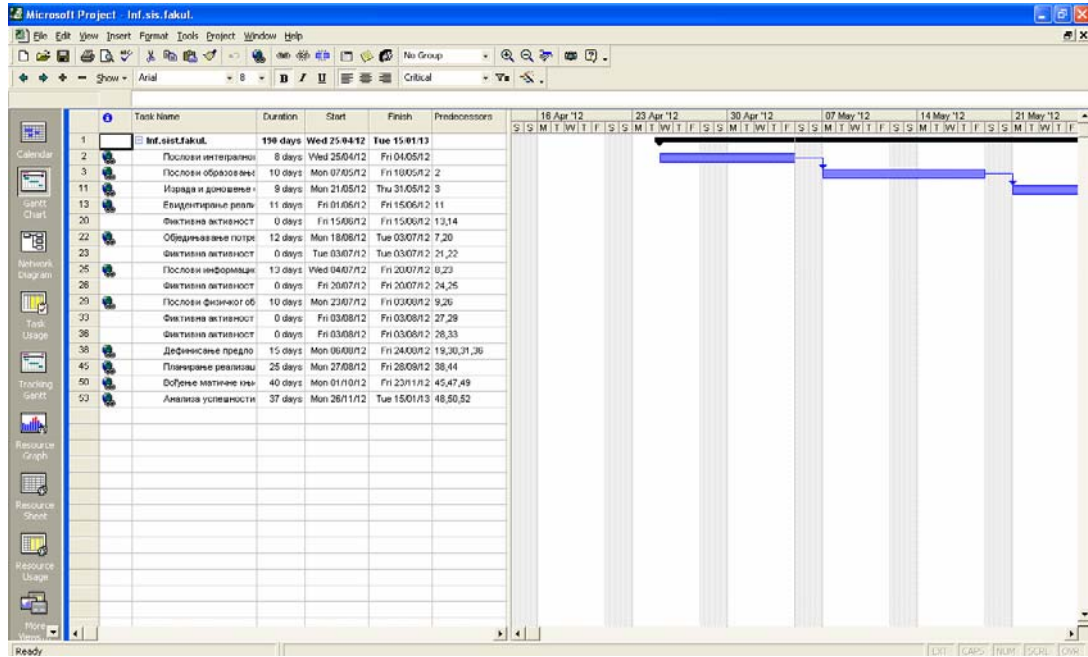 Microsoft Project - Inf.sis.fakul.
File Edit View Insert Format Tools Project Window Help
No Group
Show Arial 8 B I U Critical
Task Name Duration Start Finish Predecessors 16 Apr '12 23 Apr '12 30 Apr '12 07 May '12 14 May '12 21 May '12
S S M T W T F S S M T W T F S S M T W T F S S M T W T F S S M T W T F S S M T W T F
1 Inf.sist.fakul. 190 days Wed 25/04/12 Tue 15/01/13
2 Послови интегралног 8 days Wed 25/04/12 Fri 04/05/12
3 Послови образовања 10 days Mon 07/05/12 Fri 18/05/12 2
11 Израда и доношење 9 days Mon 21/05/12 Thu 31/05/12 3
13 Евидентирање реали 11 days Fri 01/06/12 Fri 15/06/12 11
20 Фиктивна активност 0 days Fri 15/06/12 Fri 15/06/12 13,14
22 Обједињавање потре 12 days Mon 18/06/12 Tue 03/07/12 7,20
23 Фиктивна активност 0 days Tue 03/07/12 Tue 03/07/12 21,22
25 Послови информациј 13 days Wed 04/07/12 Fri 20/07/12 8,23
26 Фиктивна активност 0 days Fri 20/07/12 Fri 20/07/12 24,25
29 Послови физичког об 10 days Mon 23/07/12 Fri 03/08/12 9,26
33 Фиктивна активност 0 days Fri 03/08/12 Fri 03/08/12 27,29
36 Фиктивна активност 0 days Fri 03/08/12 Fri 03/08/12 28,33
38 Дефинисање предло 15 days Mon 06/08/12 Fri 24/08/12 19,30,31,36
45 Планирање реализац 25 days Mon 27/08/12 Fri 28/09/12 38,44
50 Вођење матичне књи 40 days Mon 01/10/12 Fri 23/11/12 45,47,49
53 Анализа успешности 37 days Mon 26/11/12 Tue 15/01/13 48,50,52
Calendar
Gantt
Chart
Network
Diagram
Task
Usage
Tracking
Gantt
Resource
Graph
Resource
Sheet
Resource
Usage
More
Views...
Ready EXT CAPS NUM SCRL OVR